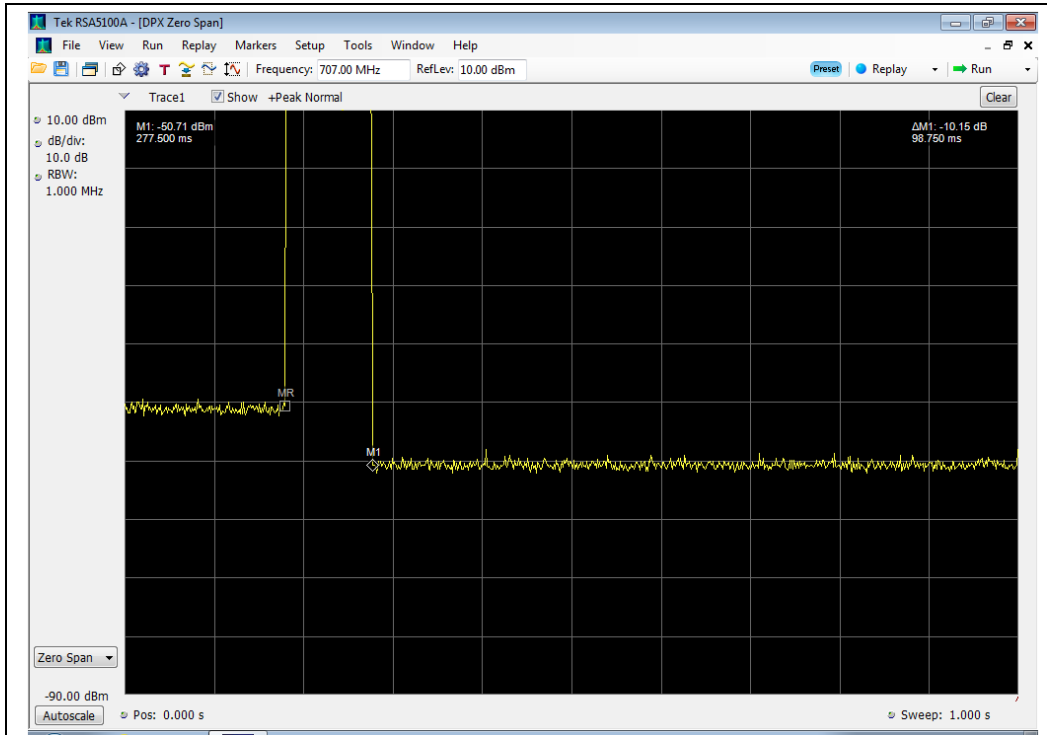 Tek RSA5100A - [DPX Zero Span]
File View Run Replay Markers Setup Tools Window Help
T Frequency: 707.00 MHz RefLev: 10.00 dBm Preset Replay Run
Trace1 Show +Peak Normal Clear
10.00 dBm
dB/div:
10.0 dB
RBW:
1.000 MHz
M1: -50.71 dBm
277.500 ms
ΔM1: -10.15 dB
98.750 ms
MR
M1
Zero Span
-90.00 dBm
Autoscale Pos: 0.000 s Sweep: 1.000 s